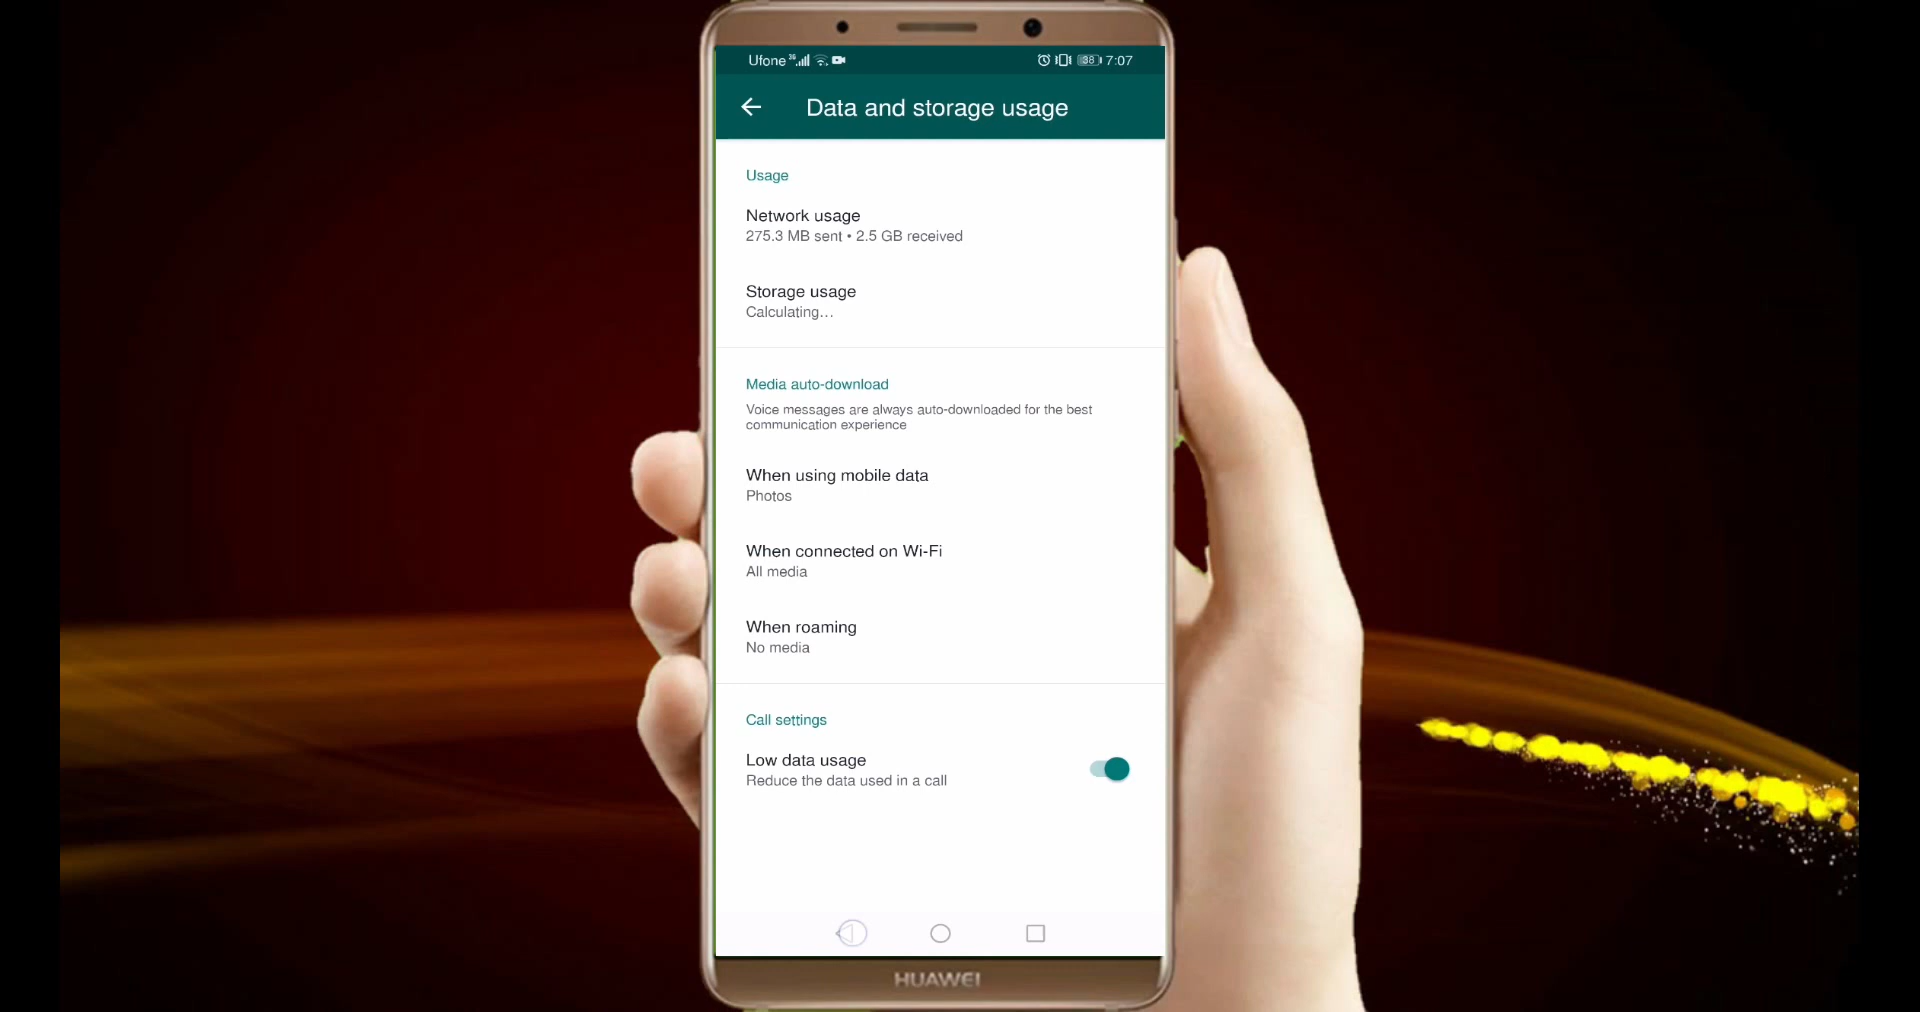 Ufone 3G 38 7:07
Data and storage usage
Usage
Network usage
275.3 MB sent • 2.5 GB received
Storage usage
Calculating...
Media auto-download
Voice messages are always auto-downloaded for the best
communication experience
When using mobile data
Photos
When connected on Wi-Fi
All media
When roaming
No media
Call settings
Low data usage
Reduce the data used in a call
HUAWEI